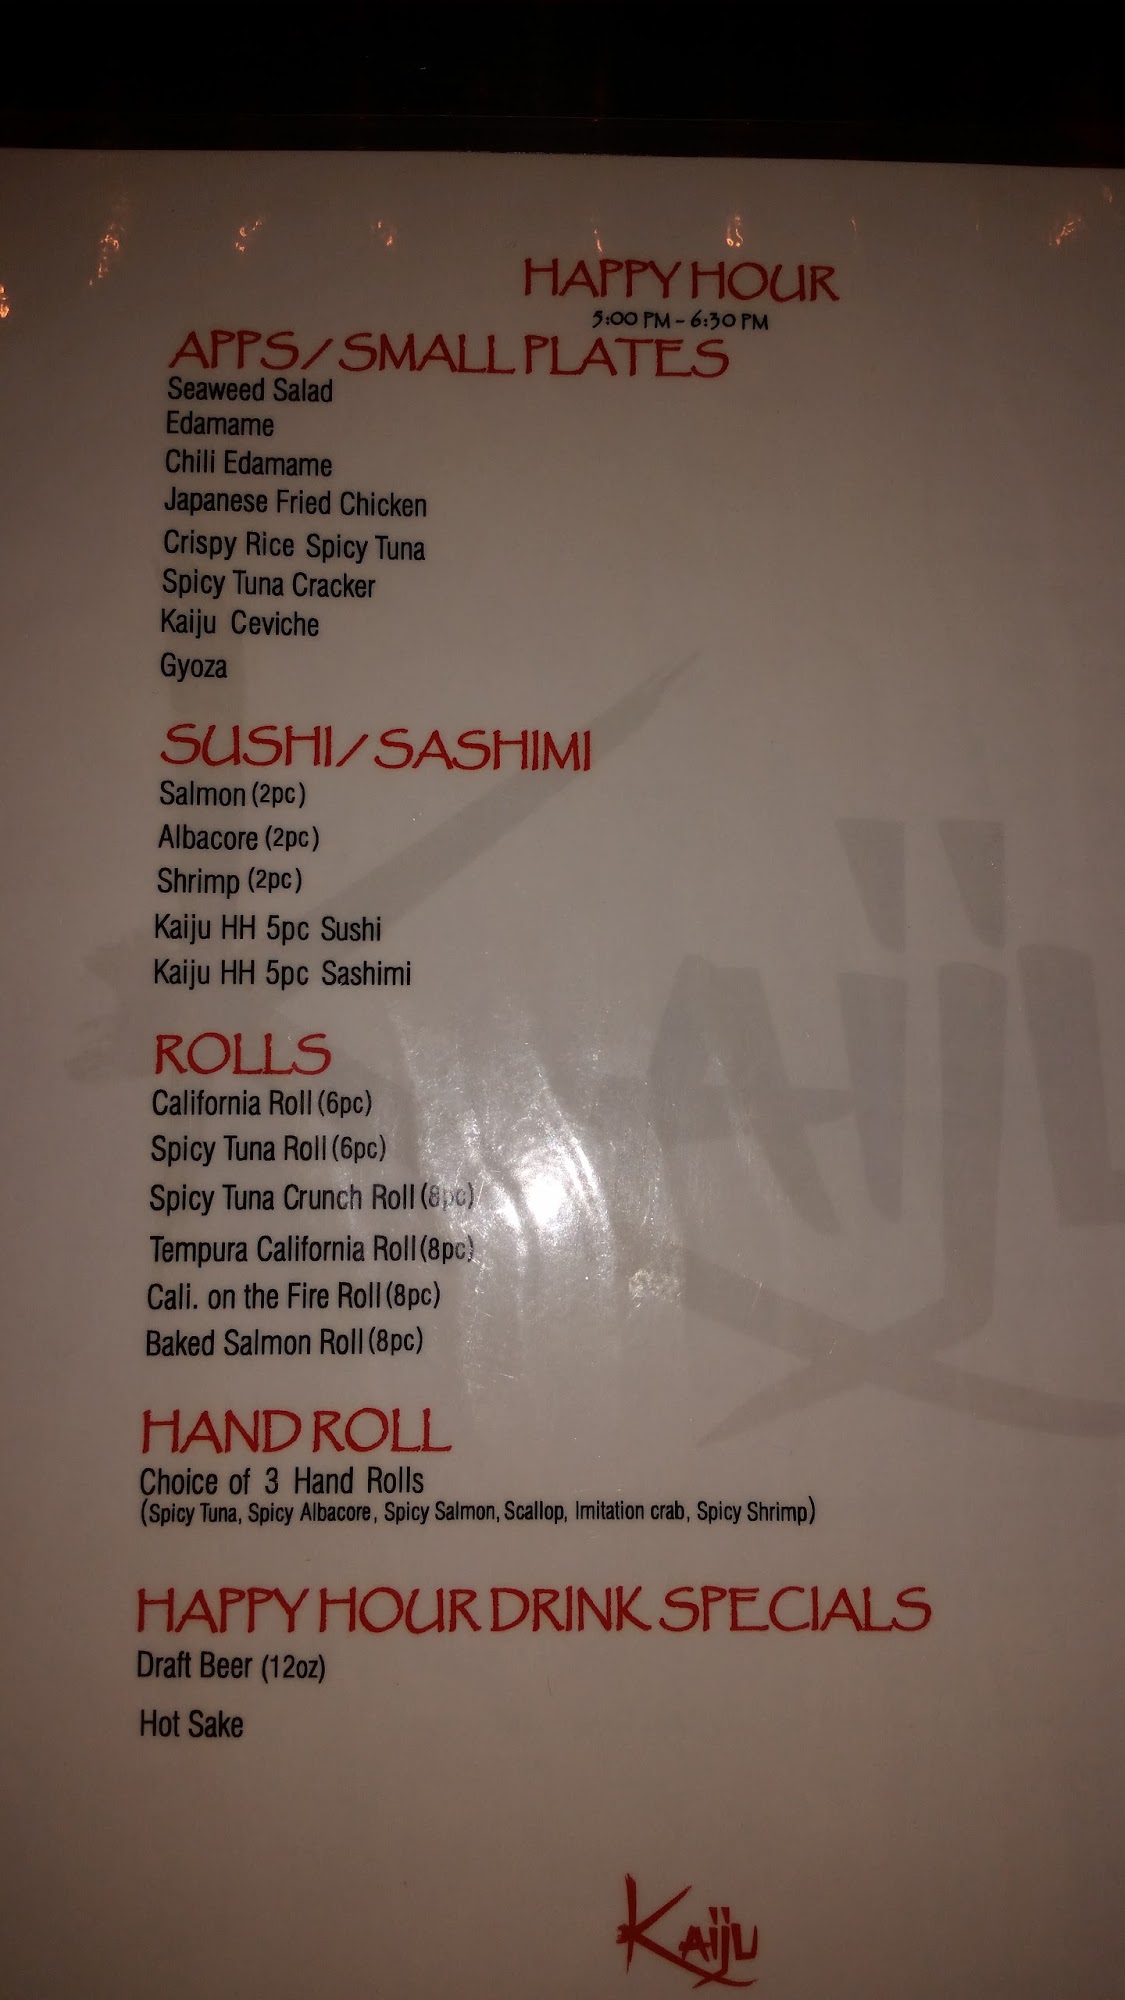 HAPPY HOUR
5:00 PM - 6:30 PM
APPS / SMALL PLATES
Seaweed Salad
Edamame
Chili Edamame
Japanese Fried Chicken
Crispy Rice Spicy Tuna
Spicy Tuna Cracker
Kaiju Ceviche
Gyoza
SUSHI / SASHIMI
Salmon (2pc)
Albacore (2pc)
Shrimp (2pc)
Kaiju HH 5pc Sushi
Kaiju HH 5pc Sashimi
ROLLS
California Roll (6pc)
Spicy Tuna Roll (6pc)
Spicy Tuna Crunch Roll (8pc)
Tempura California Roll (8pc)
Cali. on the Fire Roll (8pc)
Baked Salmon Roll (8pc)
HAND ROLL
Choice of 3 Hand Rolls
(Spicy Tuna, Spicy Albacore, Spicy Salmon, Scallop, Imitation crab, Spicy Shrimp)
HAPPY HOUR DRINK SPECIALS
Draft Beer (12oz)
Hot Sake
KAIJU
KAIJU